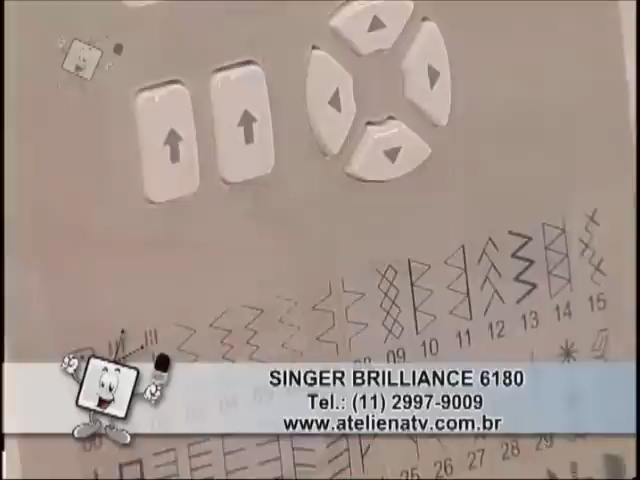 09 10 11 12 13 14 15
SINGER BRILLIANCE 6180
Tel.: (11) 2997-9009
www.atelienatv.com.br
25 26 27 28 29